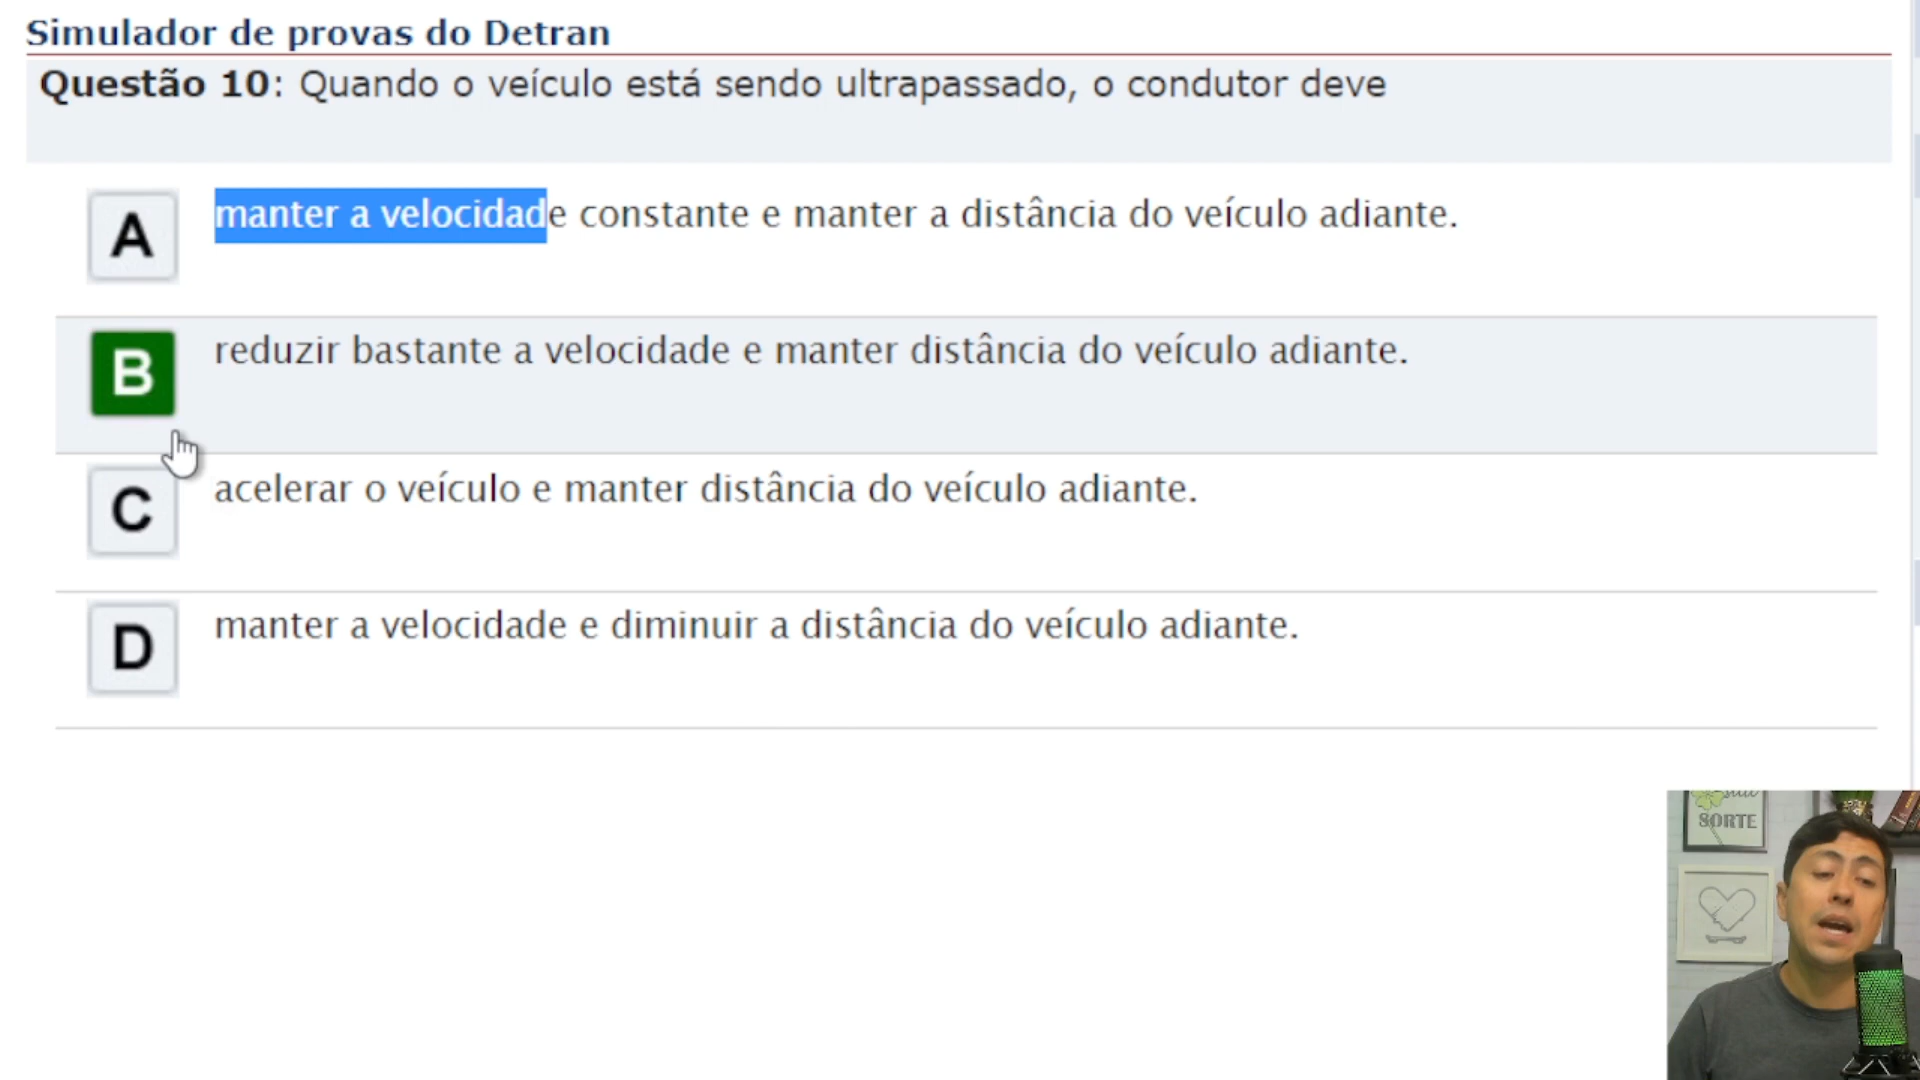 Simulador de provas do Detran
Questão 10: Quando o veículo está sendo ultrapassado, o condutor deve
A manter a velocidade constante e manter a distância do veículo adiante.
B reduzir bastante a velocidade e manter distância do veículo adiante.
C acelerar o veículo e manter distância do veículo adiante.
D manter a velocidade e diminuir a distância do veículo adiante.
SORTE